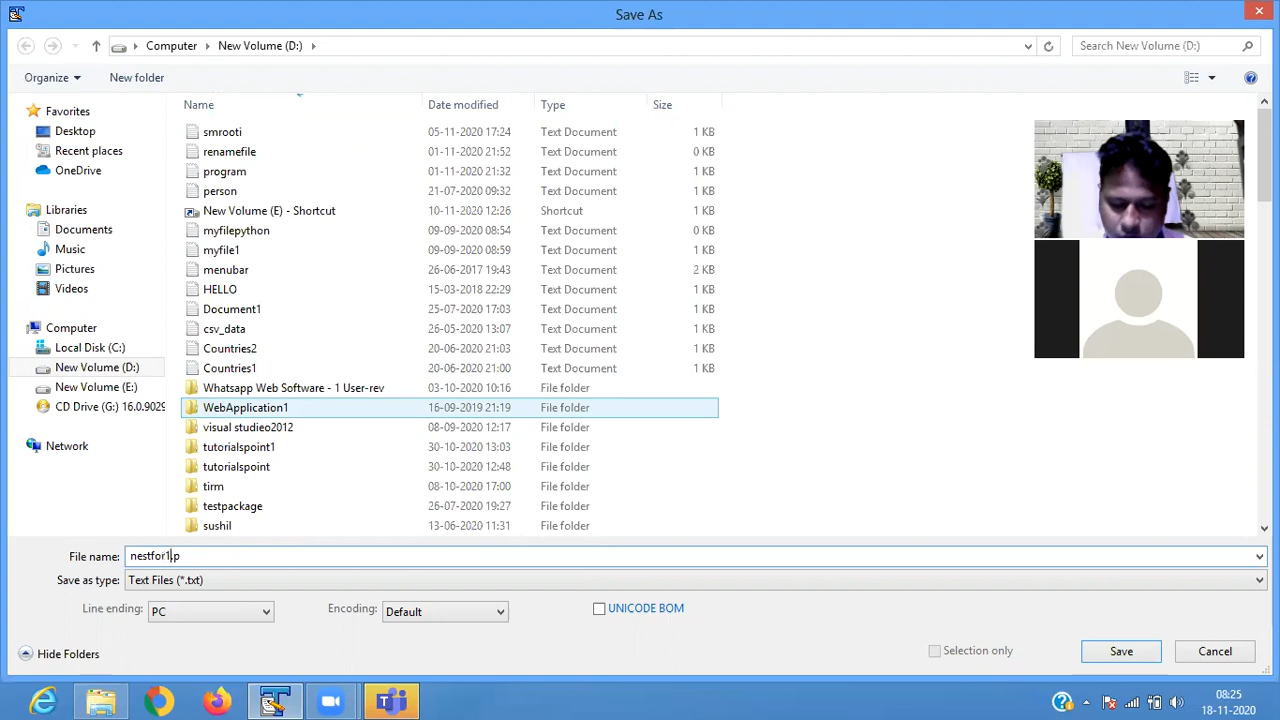 Save As
Computer
New Volume (D:)
Search New Volume (D:)
Organize
New folder
Name
Date modified
Type
Size
Favorites
Desktop
Recent places
OneDrive
Libraries
Documents
Music
Pictures
Videos
Computer
Local Disk (C:)
New Volume (D:)
New Volume (E:)
CD Drive (G:) 16.0.9029
Network
smrooti 05-11-2020 17:24 Text Document 1 KB
renamefile 01-11-2020 21:52 Text Document 0 KB
program 01-11-2020 21:32 Text Document 1 KB
person 21-07-2020 09:32 Text Document 1 KB
New Volume (E) - Shortcut 10-11-2020 12:23 Shortcut 1 KB
myfilepython 09-09-2020 08:54 Text Document 0 KB
myfile1 09-09-2020 08:59 Text Document 1 KB
menubar 26-06-2017 19:43 Text Document 2 KB
HELLO 15-03-2018 22:29 Text Document 1 KB
Document1 25-07-2020 17:03 Text Document 1 KB
csv_data 26-05-2020 13:07 Text Document 1 KB
Countries2 20-06-2020 21:03 Text Document 1 KB
Countries1 20-06-2020 21:00 Text Document 1 KB
Whatsapp Web Software - 1 User-rev 03-10-2020 10:16 File folder
WebApplication1 16-09-2019 21:19 File folder
visual studieo2012 08-09-2020 12:17 File folder
tutorialspoint1 30-10-2020 13:03 File folder
tutorialspoint 30-10-2020 12:48 File folder
tirm 08-10-2020 17:00 File folder
testpackage 26-07-2020 19:27 File folder
sushil 13-06-2020 11:31 File folder
File name: nestfor1.p
Save as type: Text Files (*.txt)
Line ending: PC
Encoding: Default
UNICODE BOM
Hide Folders
Selection only
Save
Cancel
08:25
18-11-2020